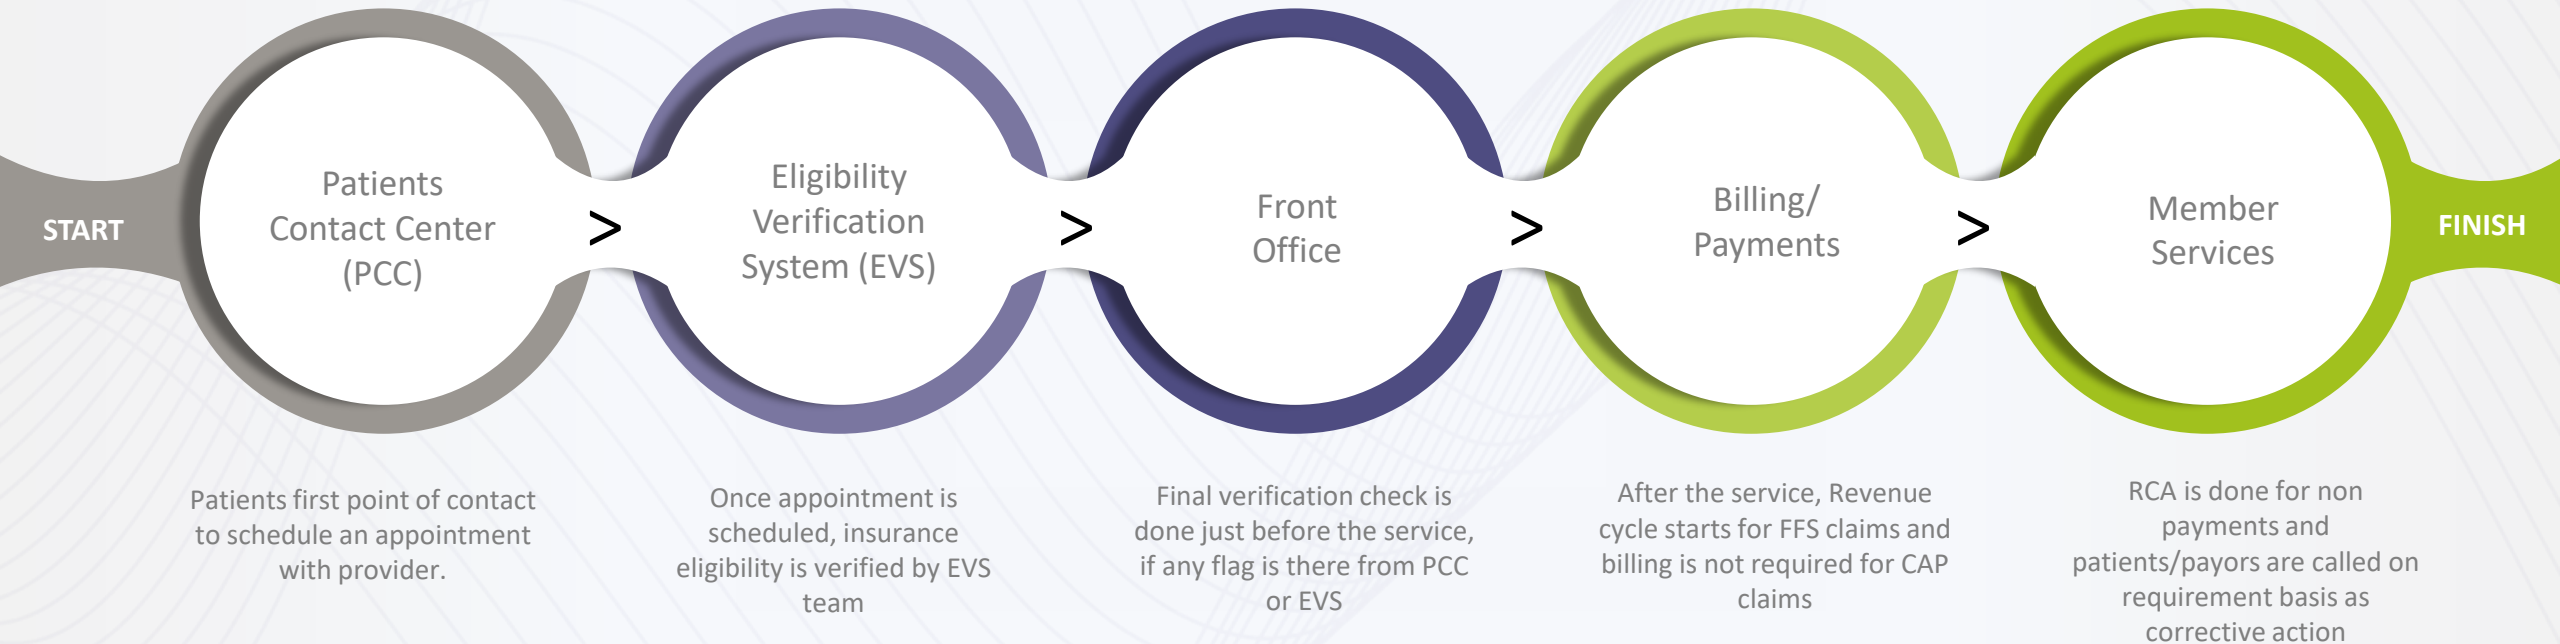 START
Patients
Contact Center
(PCC)
>
Eligibility
Verification
System (EVS)
>
Front
Office
>
Billing/
Payments
>
Member
Services
FINISH
Patients first point of contact
to schedule an appointment
with provider.
Once appointment is
scheduled, insurance
eligibility is verified by EVS
team
Final verification check is
done just before the service,
if any flag is there from PCC
or EVS
After the service, Revenue
cycle starts for FFS claims and
billing is not required for CAP
claims
RCA is done for non
payments and
patients/payors are called on
requirement basis as
corrective action